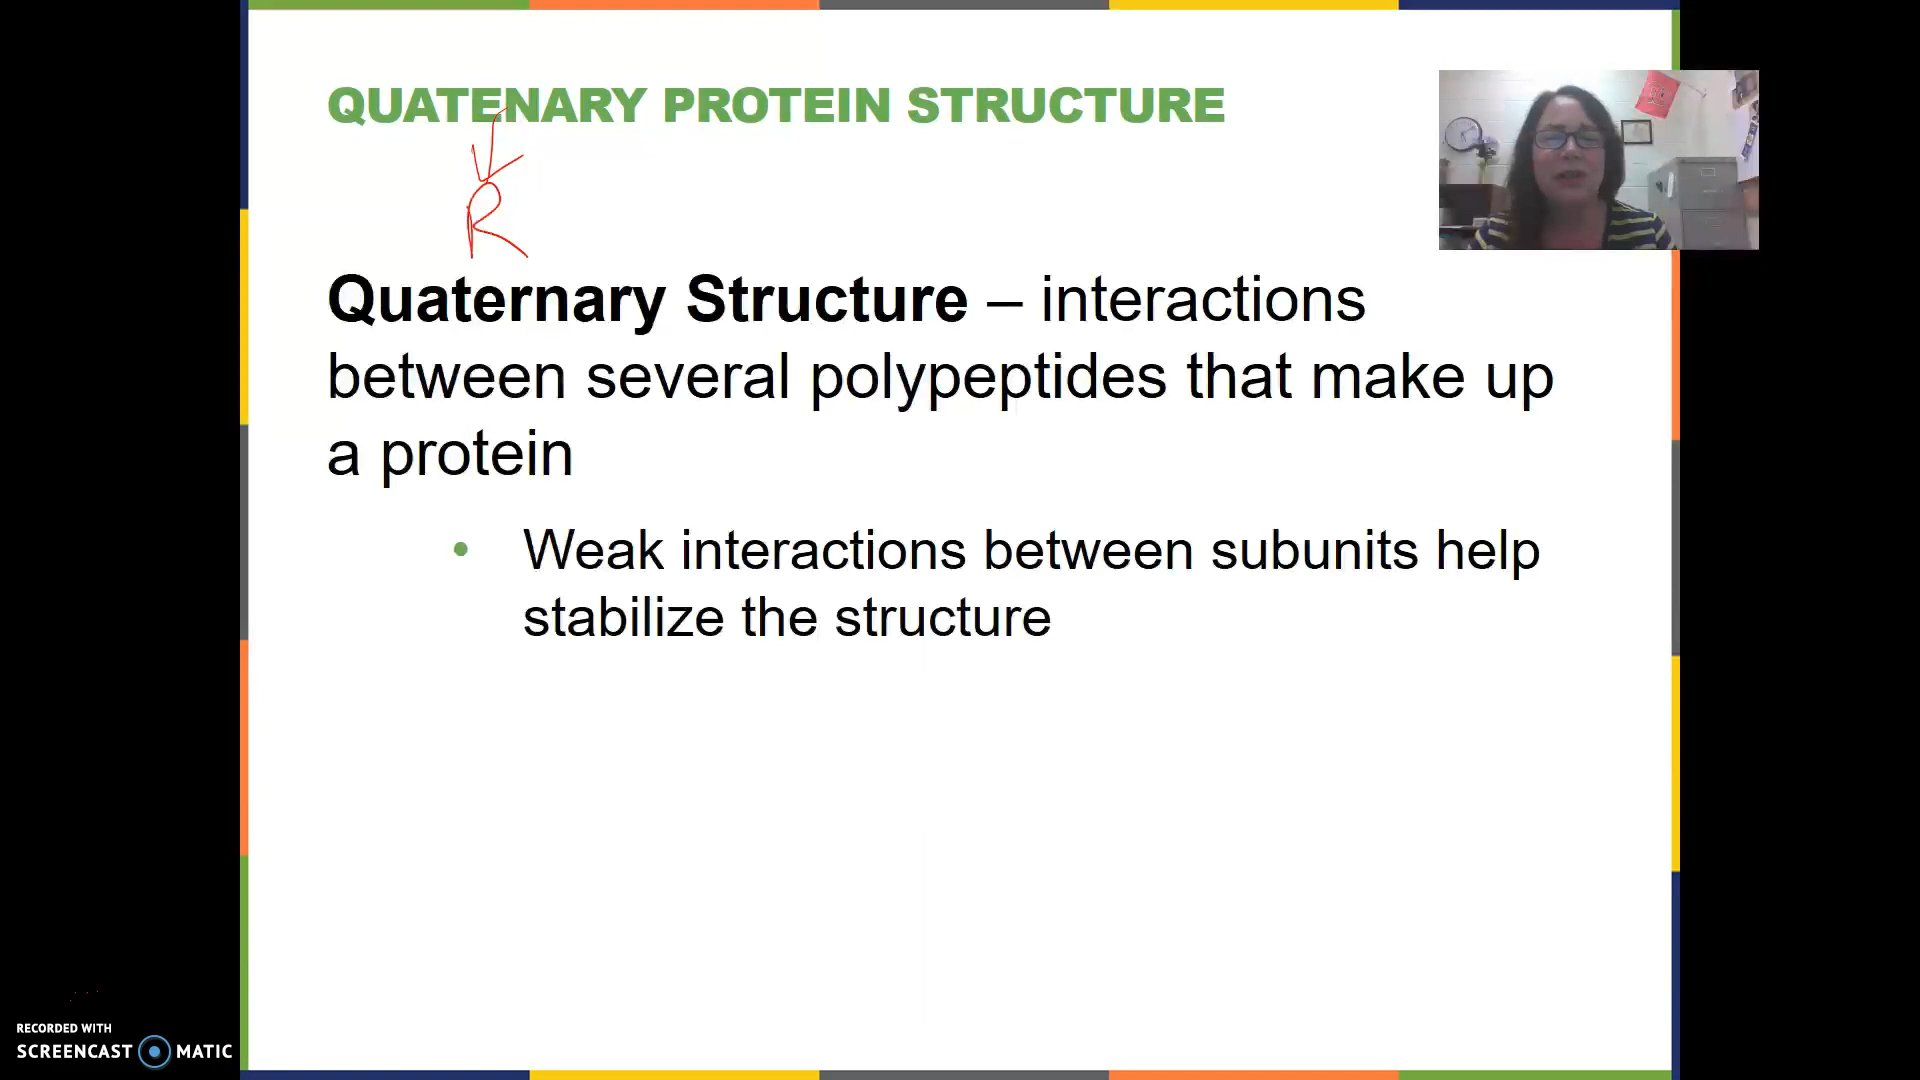 QUATENARY PROTEIN STRUCTURE
R
Quaternary Structure – interactions
between several polypeptides that make up
a protein
• Weak interactions between subunits help
stabilize the structure
RECORDED WITH
SCREENCAST MATIC